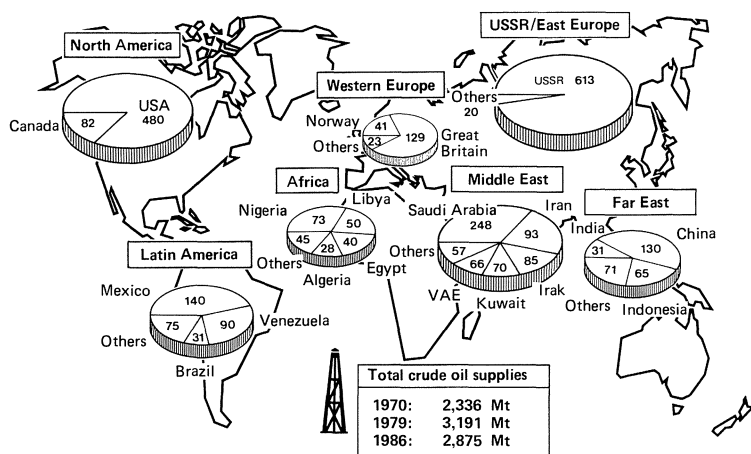 North America
USA
480
Canada
82
Western Europe
Norway
41
Others
23
129
Great
Britain
USSR/East Europe
USSR 613
Others
20
Africa
Libya
Nigeria
73
50
45
28
40
Others
Algeria
Egypt
Middle East
Saudi Arabia
Iran
248
93
Others
57
66
70
85
VAE
Kuwait
Irak
Far East
India
China
31
130
71
65
Others
Indonesia
Latin America
Mexico
140
Others
75
31
90
Venezuela
Brazil
Total crude oil supplies
1970: 2,336 Mt
1979: 3,191 Mt
1986: 2,875 Mt